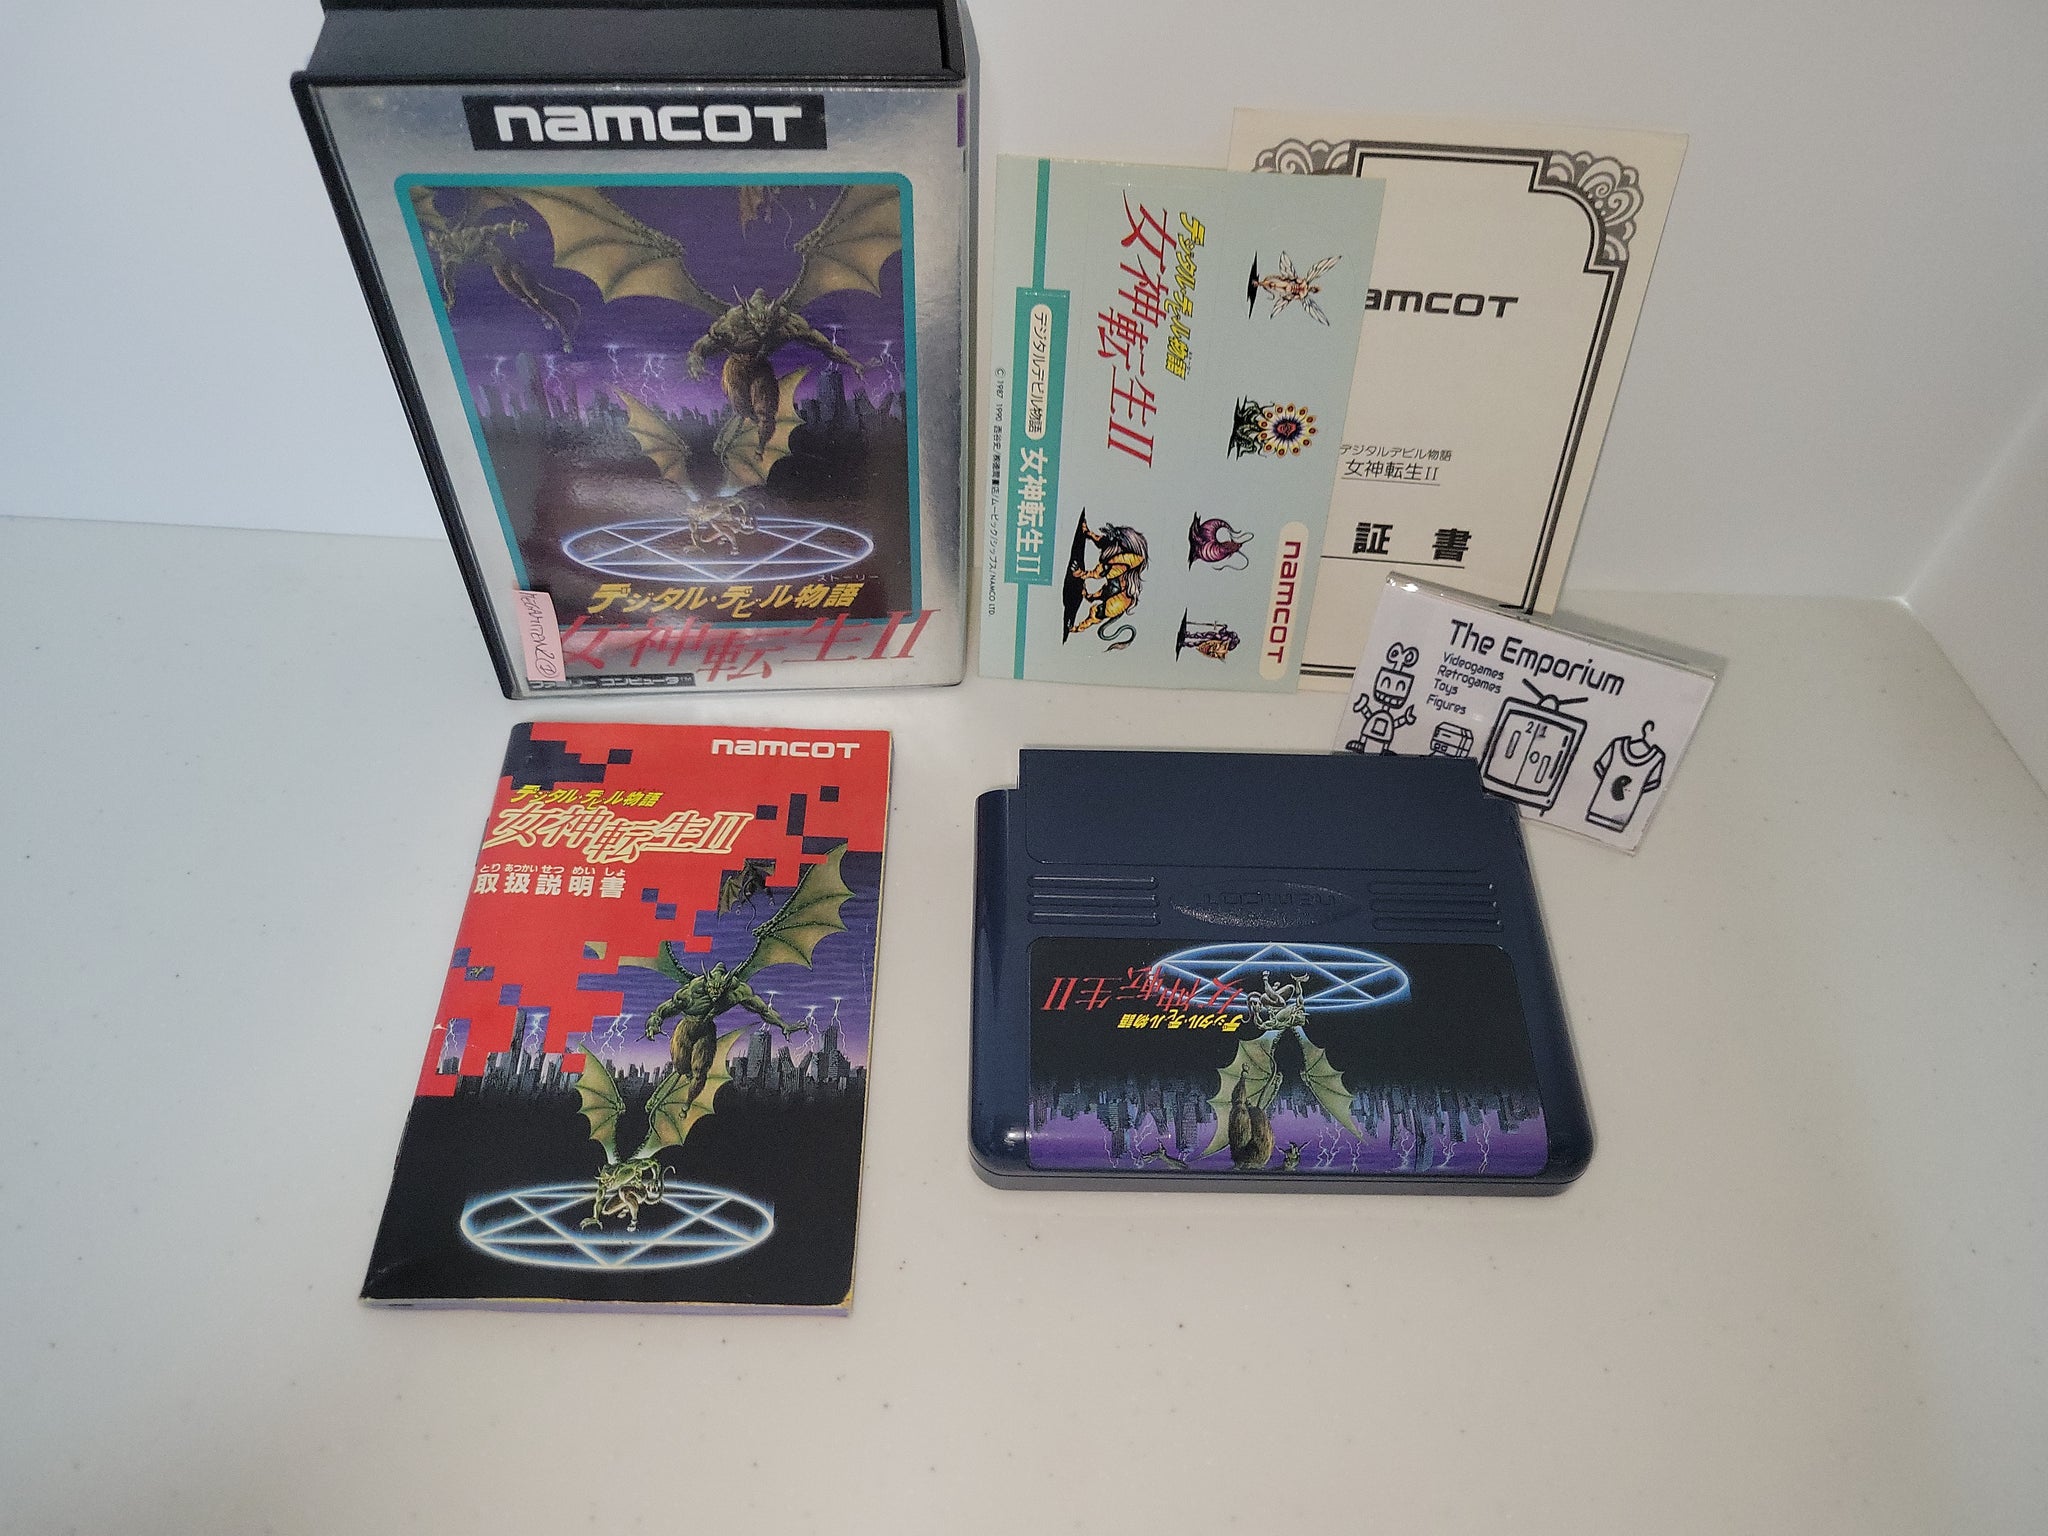 namcoT
デジタル・デビル物語
ストーリー
女神転生II
ファミリーコンピュータ™
MEGAMITEN2①
デジタル・デビル物語
女神転生II
デジタルデビル物語 女神転生II
namcoT
amcoT
デジタルデビル物語
女神転生II
証 書
The Emporium
Videogames
Retrogames
Toys
Figures
21
namcoT
デジタル・デビル物語
女神転生II
とり あつかい せつ めい しょ
取扱説明書
namcoT
女神転生II
デジタル・デビル物語